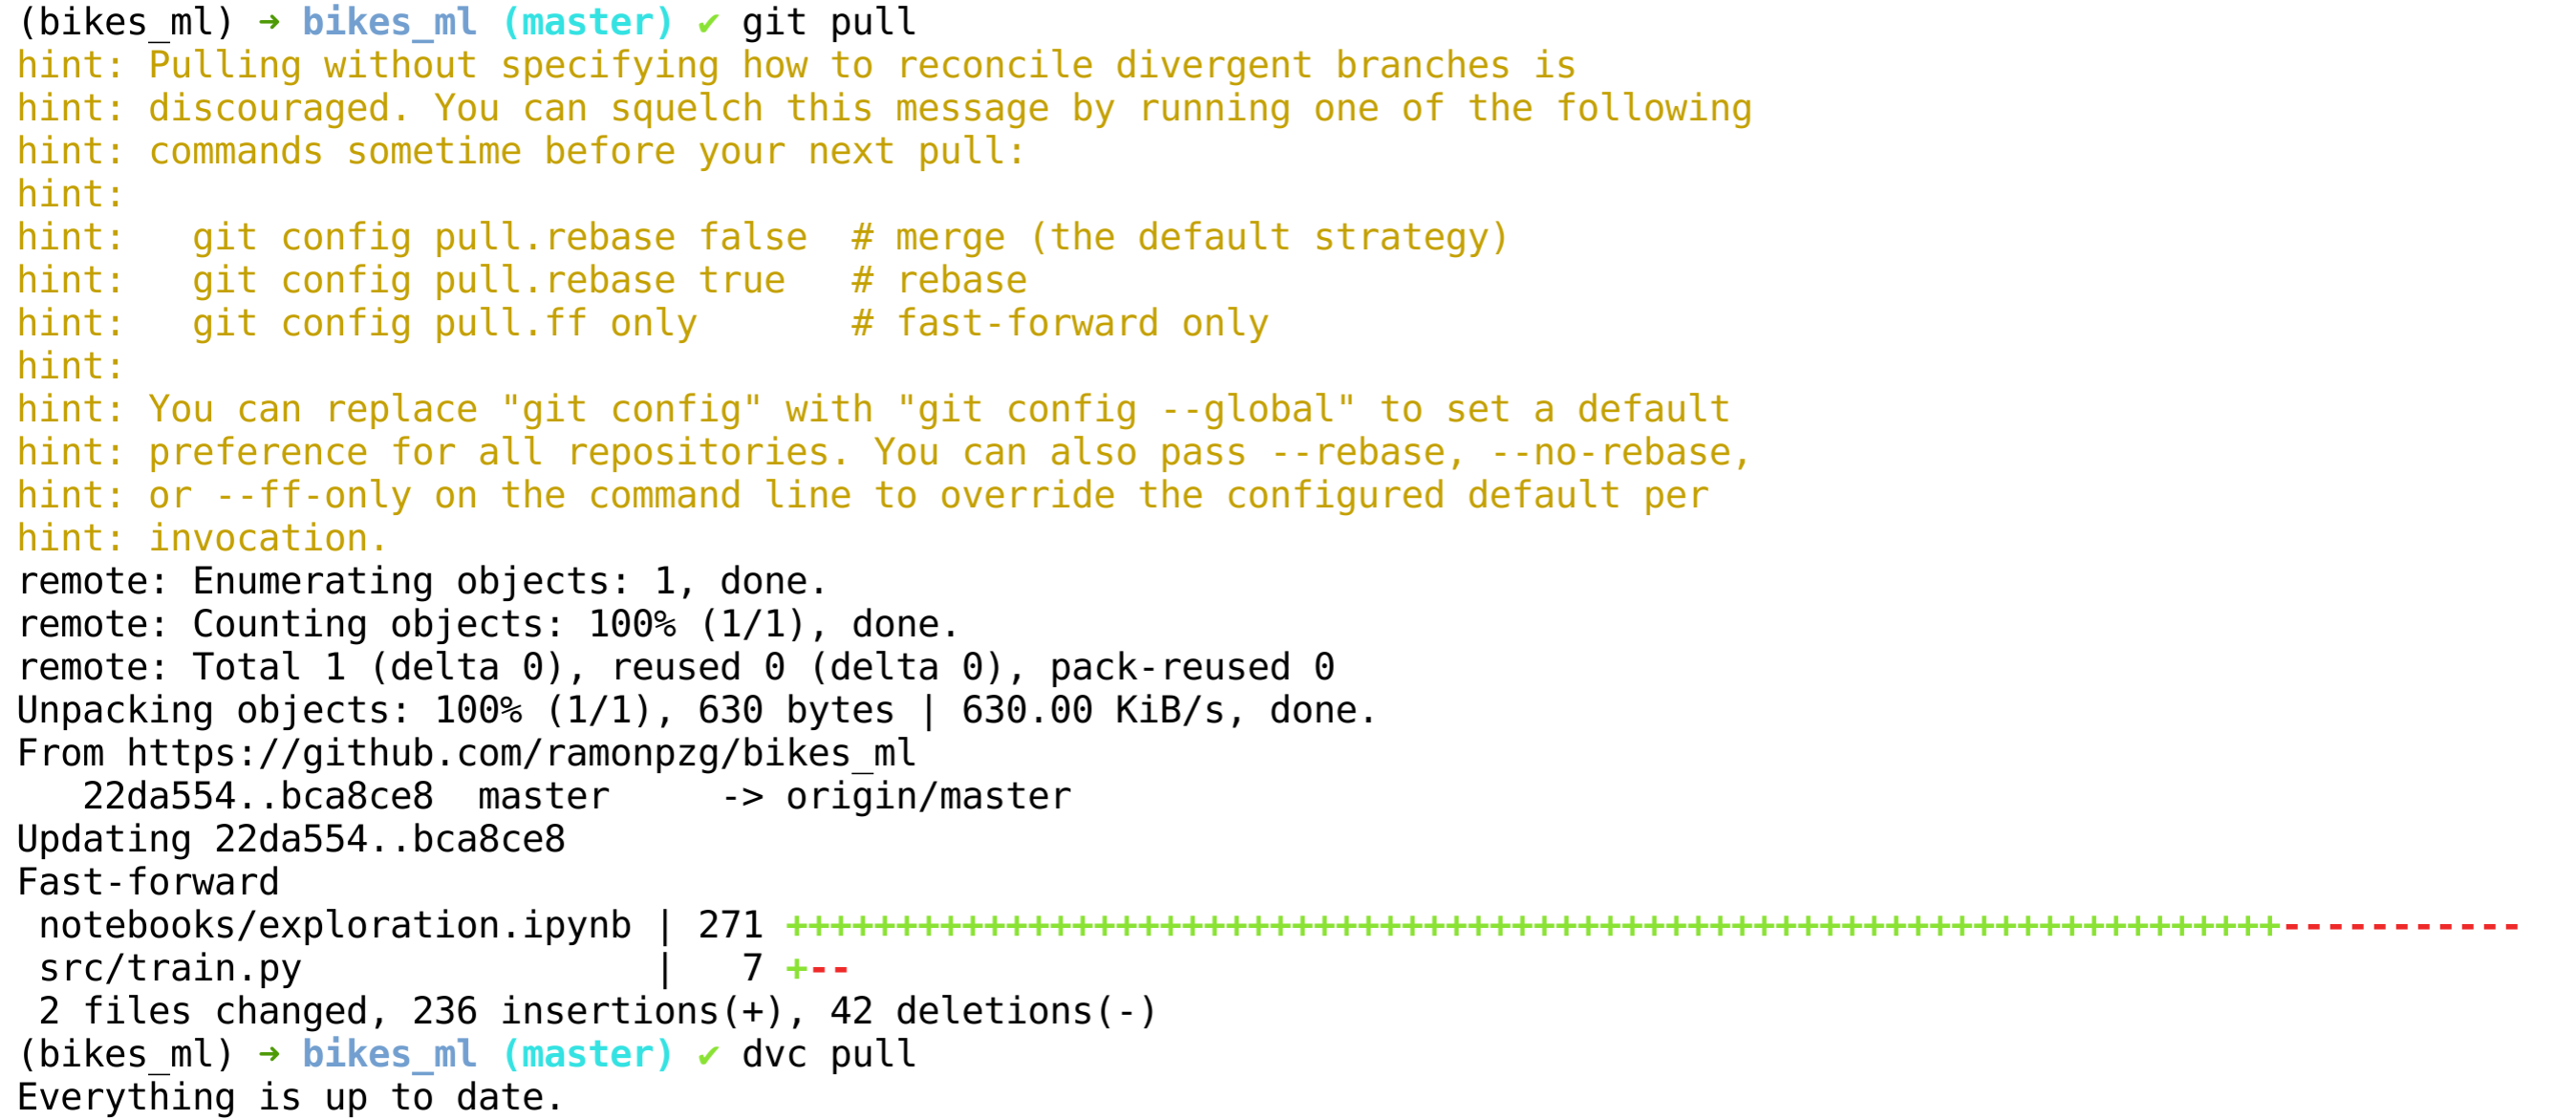 (bikes_ml) ➜ bikes_ml (master) ✔ git pull
hint: Pulling without specifying how to reconcile divergent branches is
hint: discouraged. You can squelch this message by running one of the following
hint: commands sometime before your next pull:
hint:
hint:   git config pull.rebase false  # merge (the default strategy)
hint:   git config pull.rebase true   # rebase
hint:   git config pull.ff only       # fast-forward only
hint:
hint: You can replace "git config" with "git config --global" to set a default
hint: preference for all repositories. You can also pass --rebase, --no-rebase,
hint: or --ff-only on the command line to override the configured default per
hint: invocation.
remote: Enumerating objects: 1, done.
remote: Counting objects: 100% (1/1), done.
remote: Total 1 (delta 0), reused 0 (delta 0), pack-reused 0
Unpacking objects: 100% (1/1), 630 bytes | 630.00 KiB/s, done.
From https://github.com/ramonpzg/bikes_ml
   22da554..bca8ce8  master     -> origin/master
Updating 22da554..bca8ce8
Fast-forward
 notebooks/exploration.ipynb | 271 ++++++++++++++++++++++++++++++++++++++++++++++++++++++++++++++++++++-----------
 src/train.py                |   7 +--
 2 files changed, 236 insertions(+), 42 deletions(-)
(bikes_ml) ➜ bikes_ml (master) ✔ dvc pull
Everything is up to date.